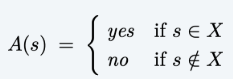 A(s) = { yes if s ∈ X
no if s ∉ X